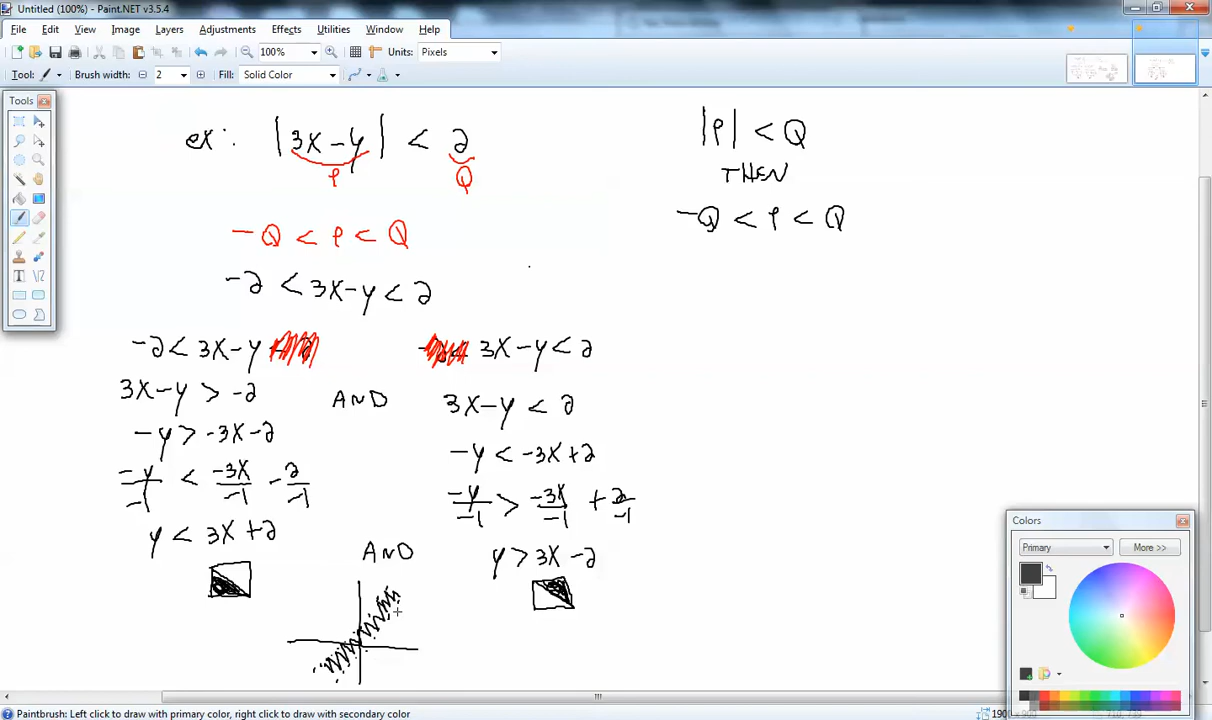 Untitled (100%) - Paint.NET v3.5.4
File Edit View Image Layers Adjustments Effects Utilities Window Help
100% Units: Pixels
Tool: Brush width: 2 Fill: Solid Color
Tools
ex: |3x-y| < 2
P Q
-Q < P < Q
-2 < 3x-y < 2
-2 < 3x-y
3x-y > -2
-y > -3x-2
-y/-1 < -3x/-1 - 2/-1
y < 3x+2
AND
3x-y < 2
3x-y < 2
-y < -3x+2
-y/-1 > -3x/-1 + 2/-1
y > 3x-2
AND
|P| < Q
THEN
-Q < P < Q
Colors
Primary More >>
Paintbrush: Left click to draw with primary color, right click to draw with secondary color